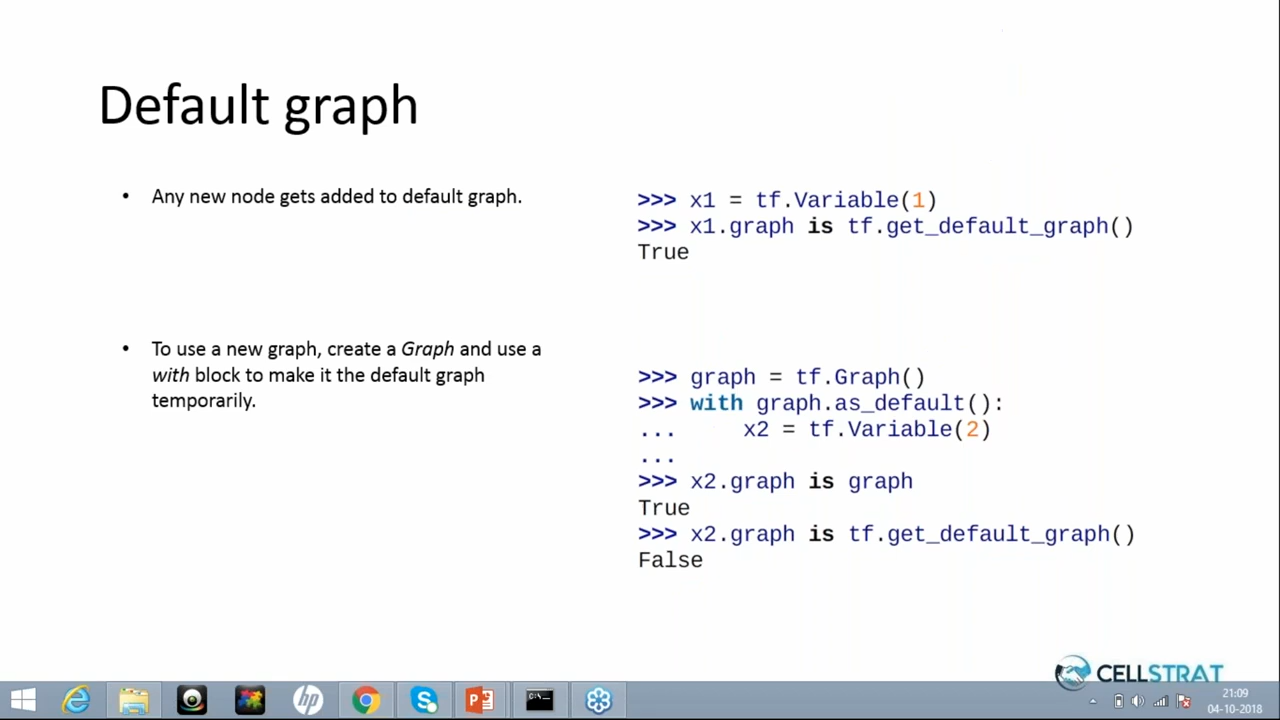 Default graph
• Any new node gets added to default graph.
>>> x1 = tf.Variable(1)
>>> x1.graph is tf.get_default_graph()
True
• To use a new graph, create a Graph and use a
with block to make it the default graph
temporarily.
>>> graph = tf.Graph()
>>> with graph.as_default():
...     x2 = tf.Variable(2)
...
>>> x2.graph is graph
True
>>> x2.graph is tf.get_default_graph()
False
CELLSTRAT
hp
C:\_
21:09
04-10-2018